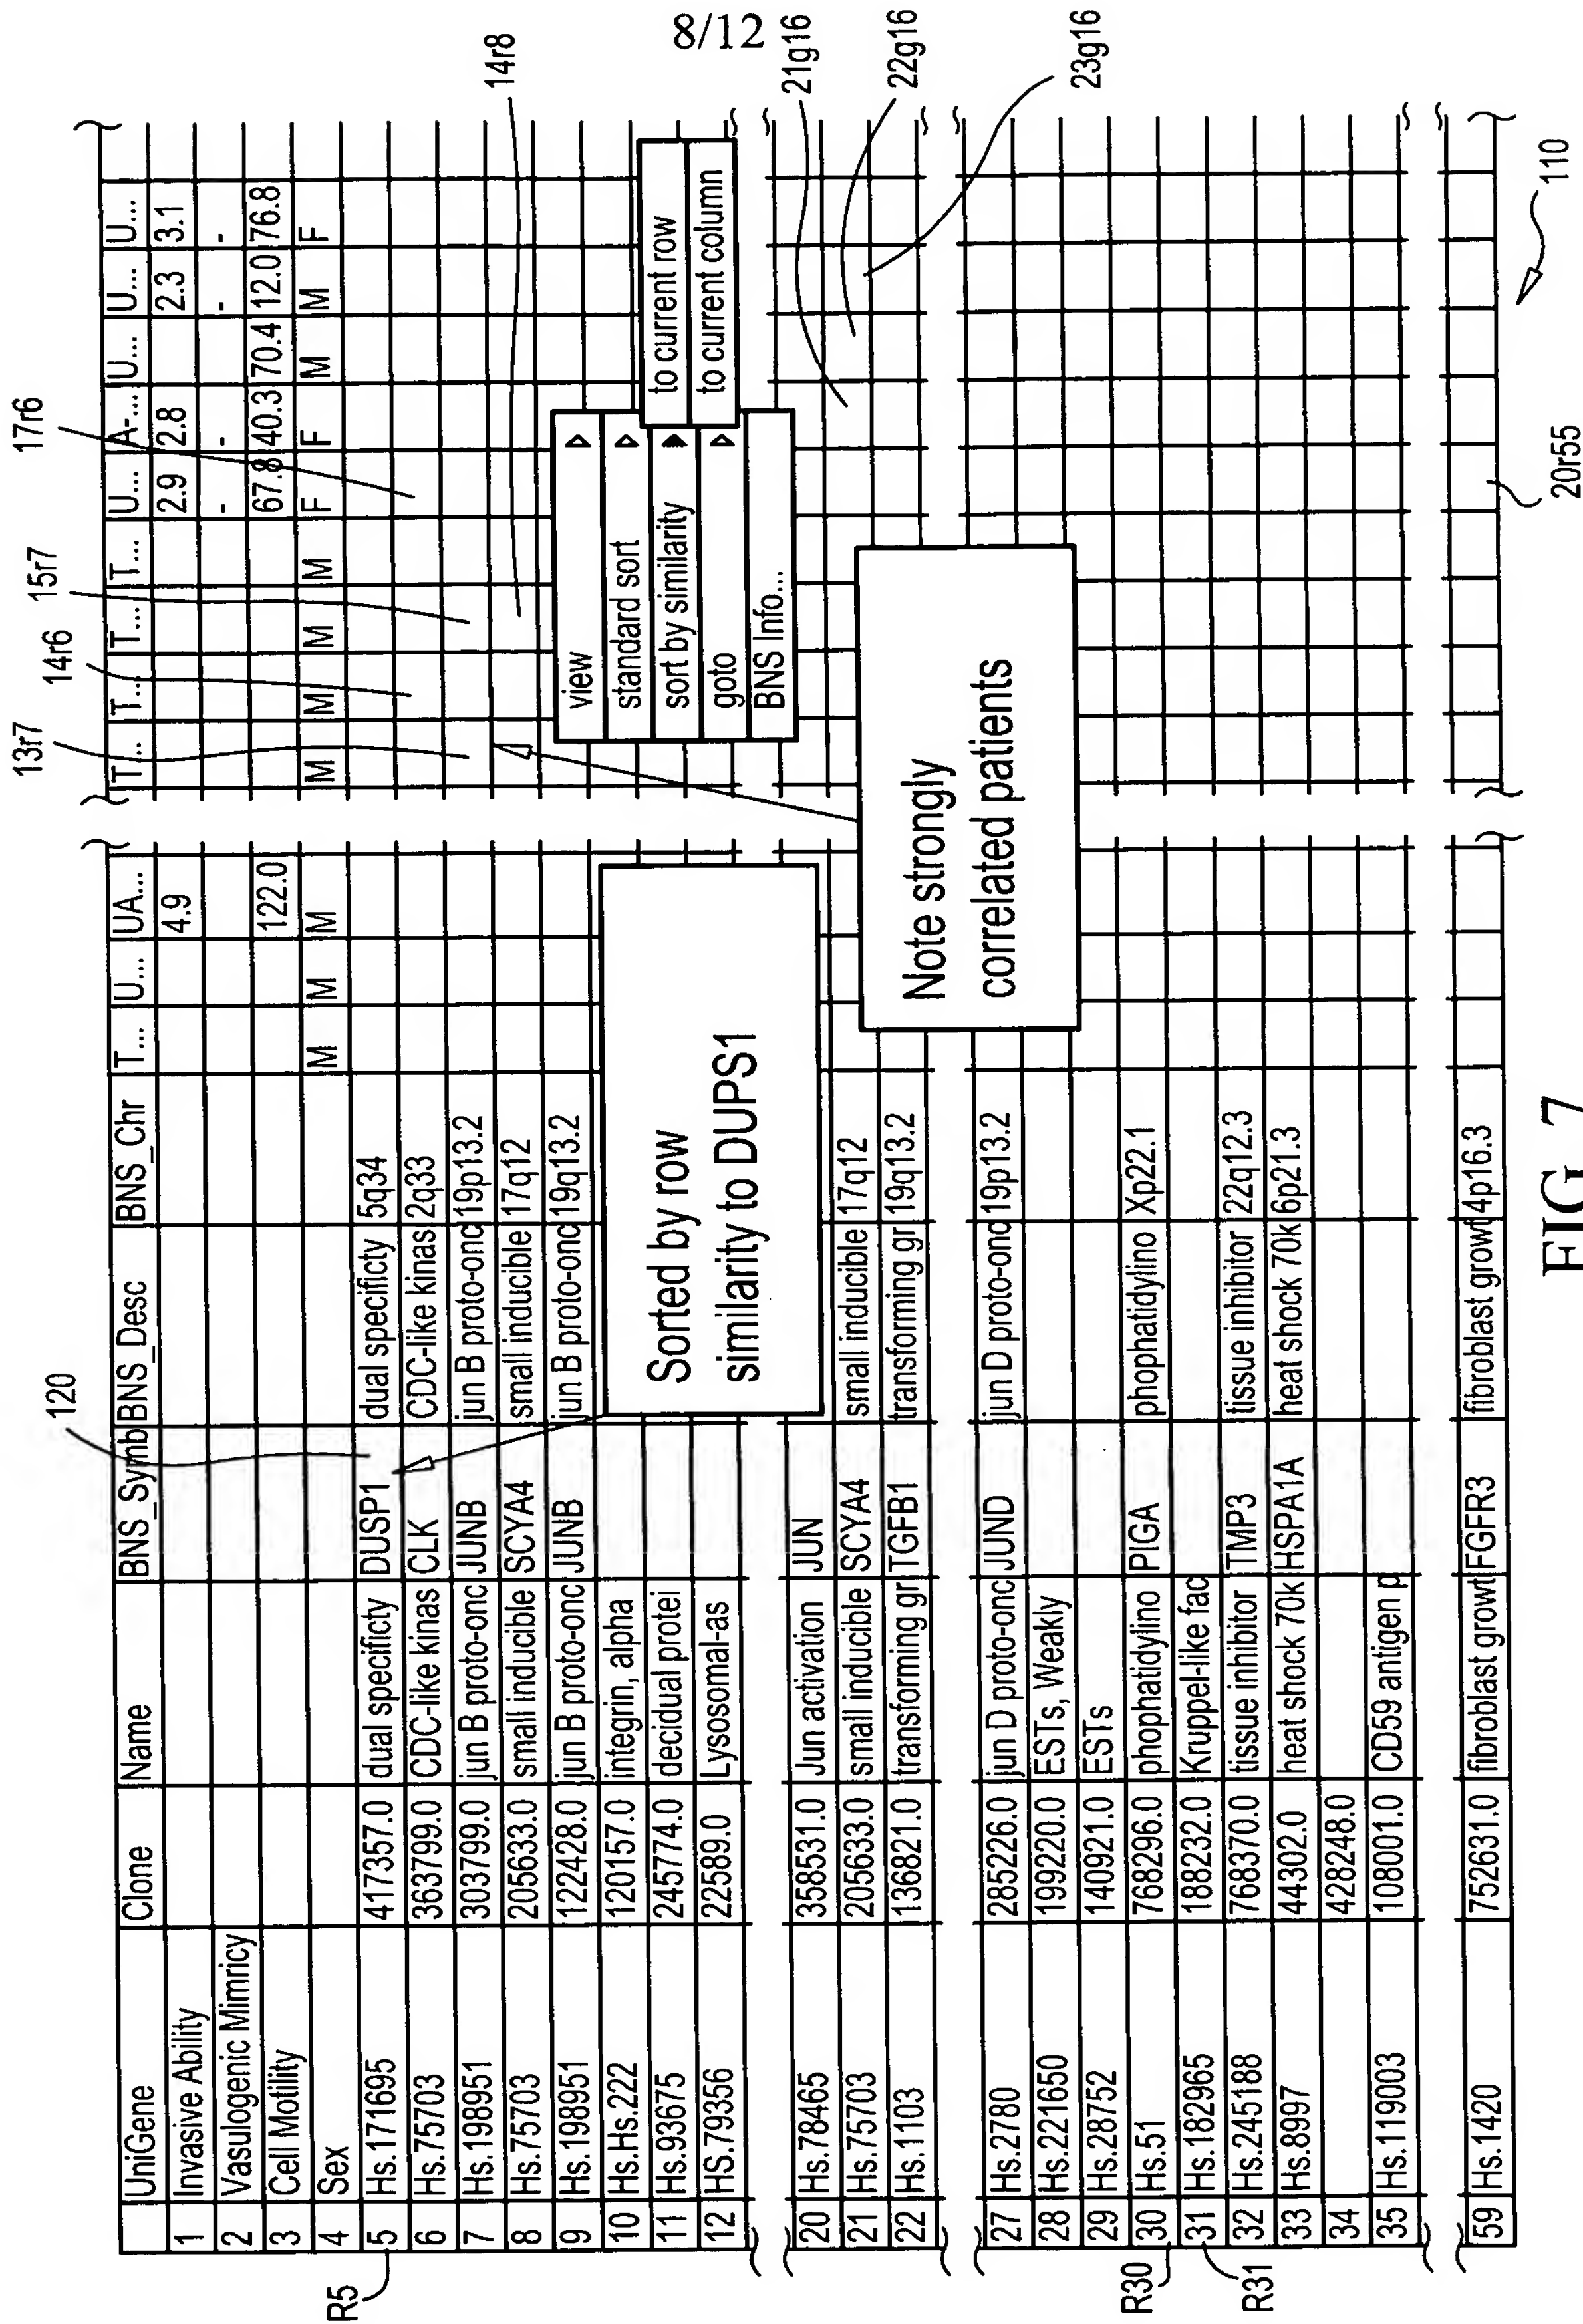 8/12
13r7 14r6 15r7 17r6
14r8
UniGene Clone Name BNS_Symb BNS_Desc BNS_Chr T... U... UA... T... T... T... T... U... A-... U... U... U...
1 Invasive Ability 4.9 2.9 2.8 2.3 3.1
2 Vasulogenic Mimricy - - - -
3 Cell Motility 122.0 67.8 40.3 70.4 12.0 76.8
4 Sex M M M M M M M F F M M F
R5
120
5 Hs.171695 417357.0 dual specificty DUSP1 dual specificty 5q34
6 Hs.75703 363799.0 CDC-like kinas CLK CDC-like kinas 2q33
7 Hs.198951 303799.0 jun B proto-onc JUNB jun B proto-onc 19p13.2
8 Hs.75703 205633.0 small inducible SCYA4 small inducible 17q12
9 Hs.198951 122428.0 jun B proto-onc JUNB jun B proto-onc 19q13.2
10 Hs.Hs.222 120157.0 integrin, alpha
11 Hs.93675 245774.0 decidual protei
12 HS.79356 22589.0 Lysosomal-as
Sorted by row
similarity to DUPS1
view
standard sort
sort by similarity
goto
BNS Info...
to current row
to current column
21g16
22g16
23g16
20 Hs.78465 358531.0 Jun activation JUN
21 Hs.75703 205633.0 small inducible SCYA4 small inducible 17q12
22 Hs.1103 136821.0 transforming gr TGFB1 transforming gr 19q13.2
Note strongly
correlated patients
27 Hs.2780 285226.0 jun D proto-onc JUND jun D proto-onc 19p13.2
28 Hs.221650 1992220.0 ESTs, Weakly
29 Hs.28752 140921.0 ESTs
R30
30 Hs.51 768296.0 phophatidylino PIGA phophatidylino Xp22.1
R31
31 Hs.182965 188232.0 Kruppel-like fac
32 Hs.245188 768370.0 tissue inhibitor TMP3 tissue inhibitor 22q12.3
33 Hs.8997 44302.0 heat shock 70k HSPA1A heat shock 70k 6p21.3
34 428248.0
35 Hs.119003 108001.0 CD59 antigen p
59 Hs.1420 752631.0 fibroblast growt FGFR3 fibroblast growt 4p16.3
20r55
110
FIG. 7